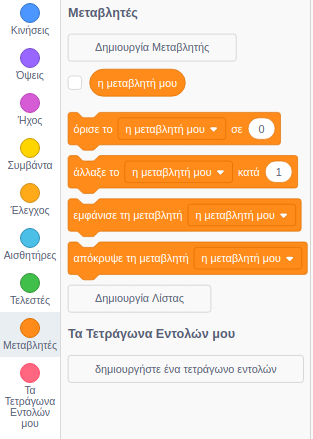 Κινήσεις
Όψεις
Ήχος
Συμβάντα
Έλεγχος
Αισθητήρες
Τελεστές
Μεταβλητές
Τα
Τετράγωνα
Εντολών
μου
Μεταβλητές
Δημιουργία Μεταβλητής
η μεταβλητή μου
όρισε το η μεταβλητή μου σε 0
άλλαξε το η μεταβλητή μου κατά 1
εμφάνισε τη μεταβλητή η μεταβλητή μου
απόκρυψε τη μεταβλητή η μεταβλητή μου
Δημιουργία Λίστας
Τα Τετράγωνα Εντολών μου
δημιουργήστε ένα τετράγωνο εντολών